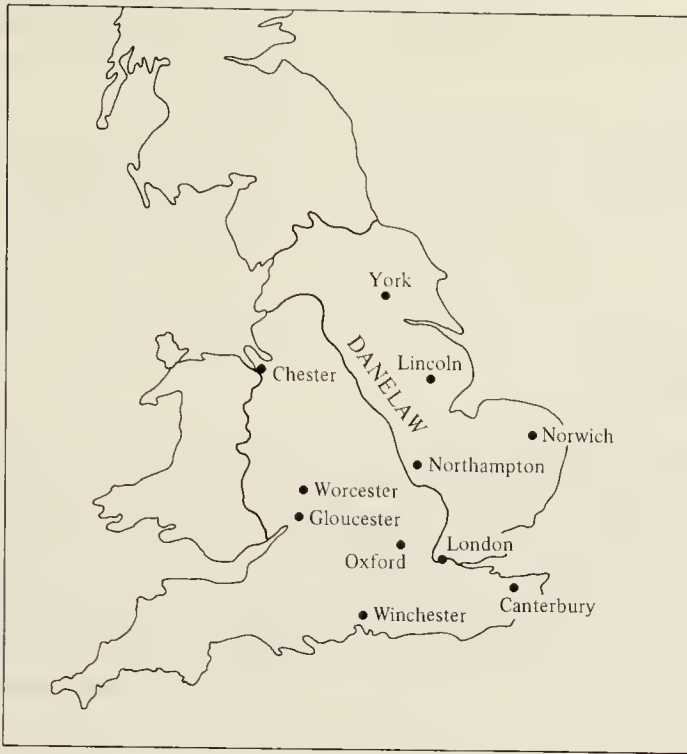 York
DANELAW
Lincoln
Chester
Norwich
Northampton
Worcester
Gloucester
London
Oxford
Canterbury
Winchester